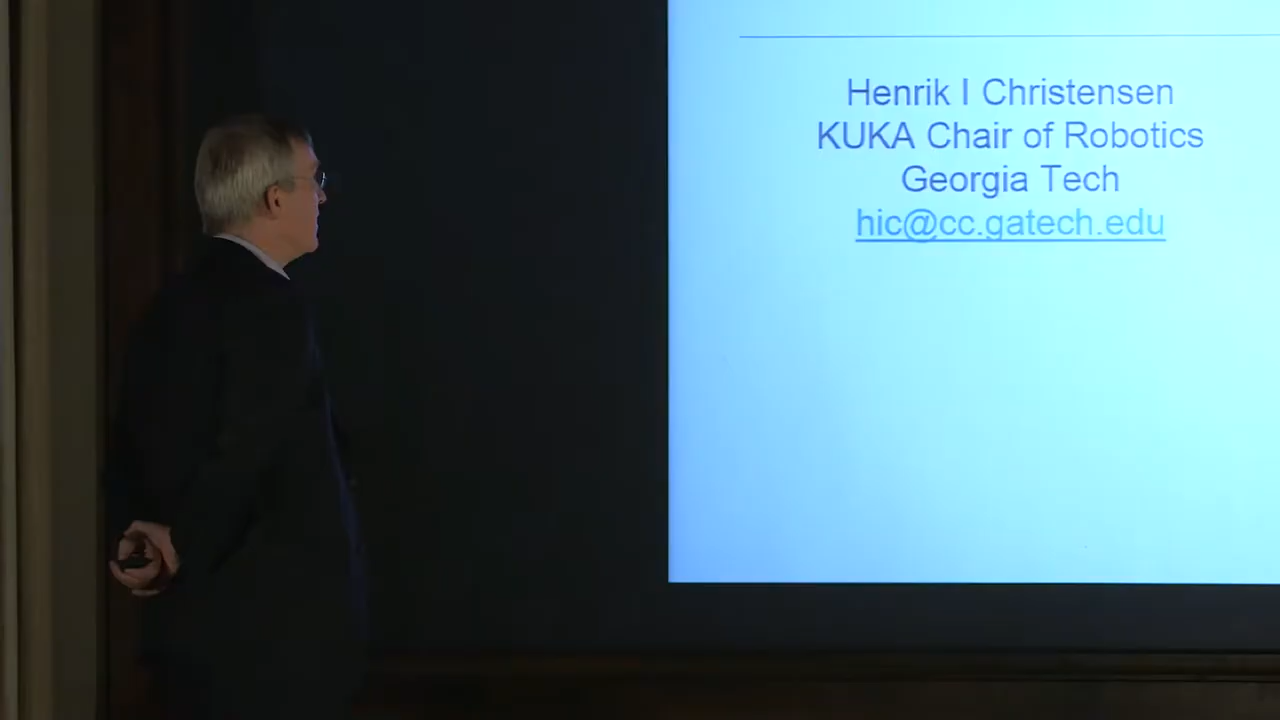 Henrik I Christensen
KUKA Chair of Robotics
Georgia Tech
hic@cc.gatech.edu